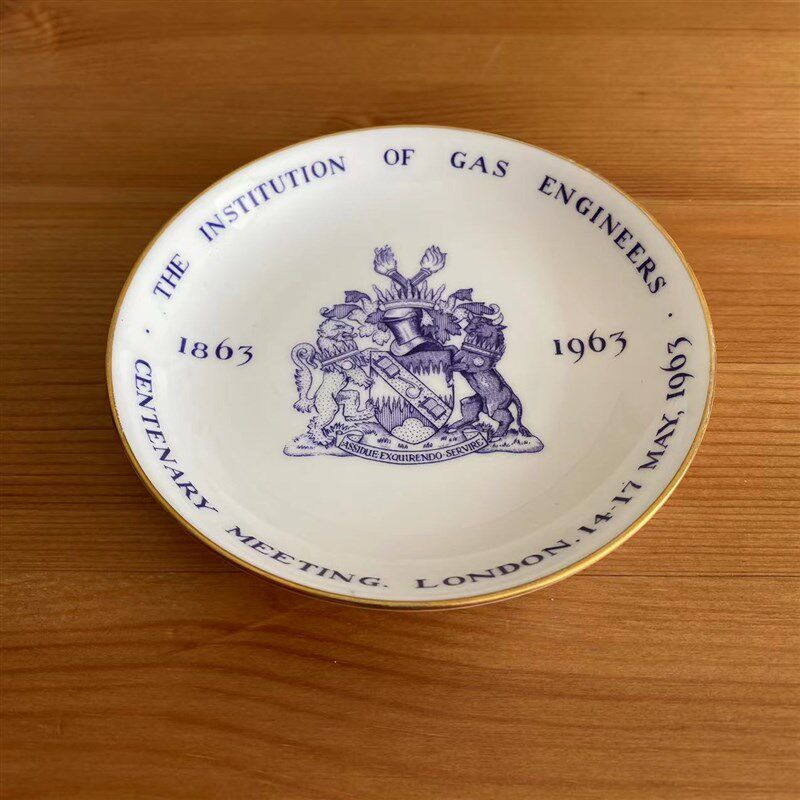 · THE INSTITUTION OF GAS ENGINEERS ·
1863
1963
ASSIDUE·EXQUIRENDO·SERVIRE
CENTENARY MEETING. LONDON. 14-17 MAY, 1963